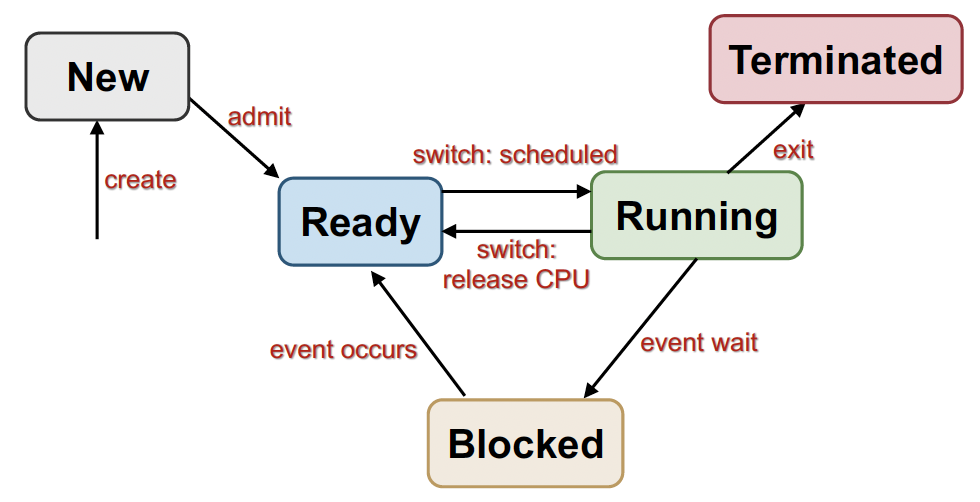 New
Terminated
admit
create
switch: scheduled
exit
Ready
Running
switch:
release CPU
event occurs
event wait
Blocked